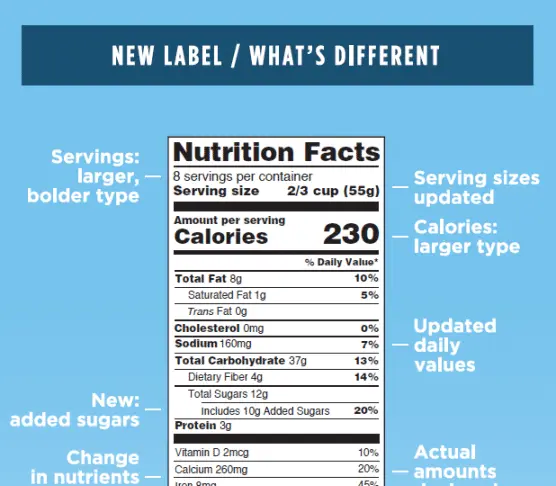 NEW LABEL / WHAT'S DIFFERENT
Servings:
larger,
bolder type
Nutrition Facts
8 servings per container
Serving size 2/3 cup (55g)
Serving sizes
updated
Amount per serving
Calories 230
Calories:
larger type
% Daily Value*
Total Fat 8g 10%
Saturated Fat 1g 5%
Trans Fat 0g
Cholesterol 0mg 0%
Sodium 160mg 7%
Total Carbohydrate 37g 13%
Dietary Fiber 4g 14%
Total Sugars 12g
Includes 10g Added Sugars 20%
Protein 3g
Updated
daily
values
New:
added sugars
Vitamin D 2mcg 10%
Calcium 260mg 20%
Iron 8mg 45%
Change
in nutrients
Actual
amounts